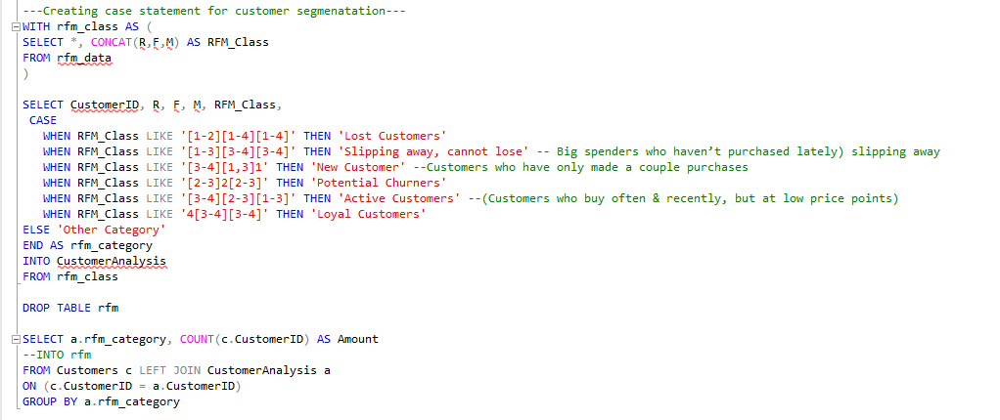 ---Creating case statement for customer segmenatation---
WITH rfm_class AS (
SELECT *, CONCAT(R,F,M) AS RFM_Class
FROM rfm_data
)
SELECT CustomerID, R, F, M, RFM_Class,
CASE
WHEN RFM_Class LIKE '[1-2][1-4][1-4]' THEN 'Lost Customers'
WHEN RFM_Class LIKE '[1-3][3-4][3-4]' THEN 'Slipping away, cannot lose' -- Big spenders who haven’t purchased lately) slipping away
WHEN RFM_Class LIKE '[3-4][1,3]1' THEN 'New Customer' --Customers who have only made a couple purchases
WHEN RFM_Class LIKE '[2-3]2[2-3]' THEN 'Potential Churners'
WHEN RFM_Class LIKE '[3-4][2-3][1-3]' THEN 'Active Customers' --(Customers who buy often & recently, but at low price points)
WHEN RFM_Class LIKE '4[3-4][3-4]' THEN 'Loyal Customers'
ELSE 'Other Category'
END AS rfm_category
INTO CustomerAnalysis
FROM rfm_class
DROP TABLE rfm
SELECT a.rfm_category, COUNT(c.CustomerID) AS Amount
--INTO rfm
FROM Customers c LEFT JOIN CustomerAnalysis a
ON (c.CustomerID = a.CustomerID)
GROUP BY a.rfm_category